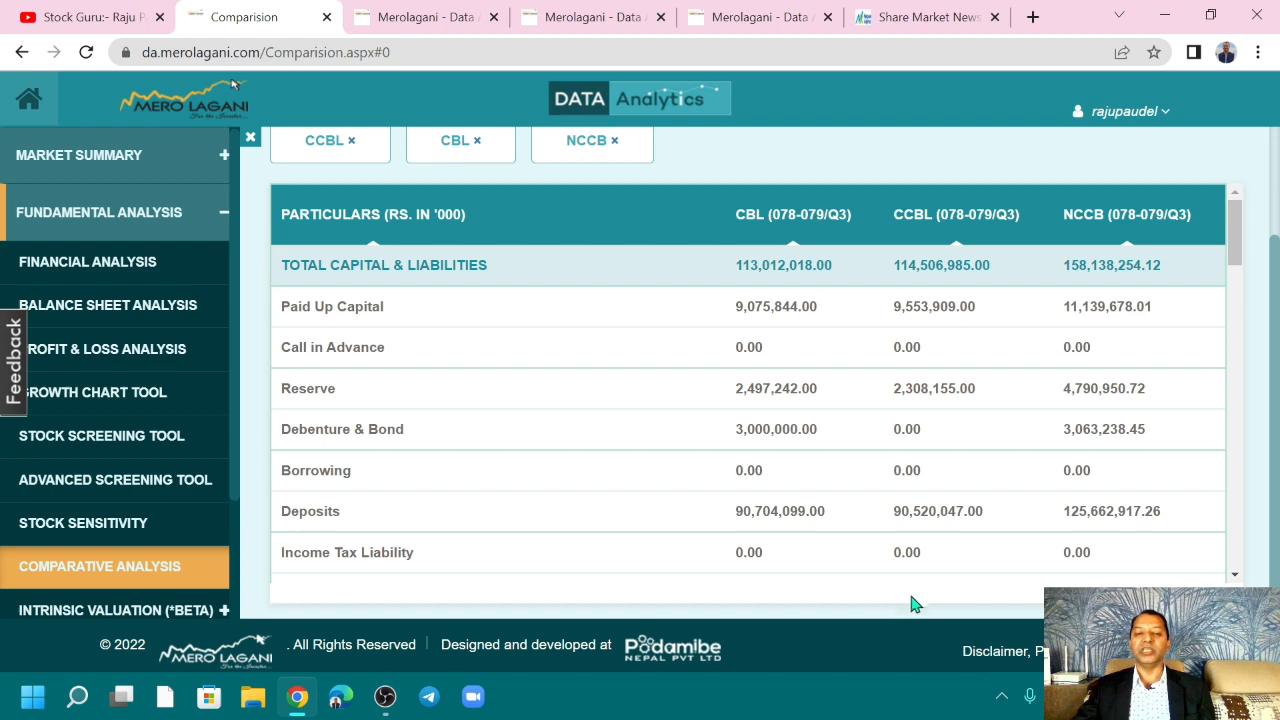 Stock Guru:- Raju P
Comparision
Merolagani - Data A
Merolagani - Data A
Merolagani - Data A
Share Market News
da.merolagani.com/Comparision.aspx#0
MERO LAGANI
For the Investor...
DATA Analytics
rajupaudel
MARKET SUMMARY +
FUNDAMENTAL ANALYSIS −
FINANCIAL ANALYSIS
BALANCE SHEET ANALYSIS
ROFIT & LOSS ANALYSIS
GROWTH CHART TOOL
STOCK SCREENING TOOL
ADVANCED SCREENING TOOL
STOCK SENSITIVITY
COMPARATIVE ANALYSIS
INTRINSIC VALUATION (*BETA) +
Feedback
CCBL × CBL × NCCB ×
PARTICULARS (RS. IN '000) CBL (078-079/Q3) CCBL (078-079/Q3) NCCB (078-079/Q3)
TOTAL CAPITAL & LIABILITIES 113,012,018.00 114,506,985.00 158,138,254.12
Paid Up Capital 9,075,844.00 9,553,909.00 11,139,678.01
Call in Advance 0.00 0.00 0.00
Reserve 2,497,242.00 2,308,155.00 4,790,950.72
Debenture & Bond 3,000,000.00 0.00 3,063,238.45
Borrowing 0.00 0.00 0.00
Deposits 90,704,099.00 90,520,047.00 125,662,917.26
Income Tax Liability 0.00 0.00 0.00
© 2022 MERO LAGANI For the Investor... . All Rights Reserved Designed and developed at Podamibe NEPAL PVT LTD
Disclaimer, P